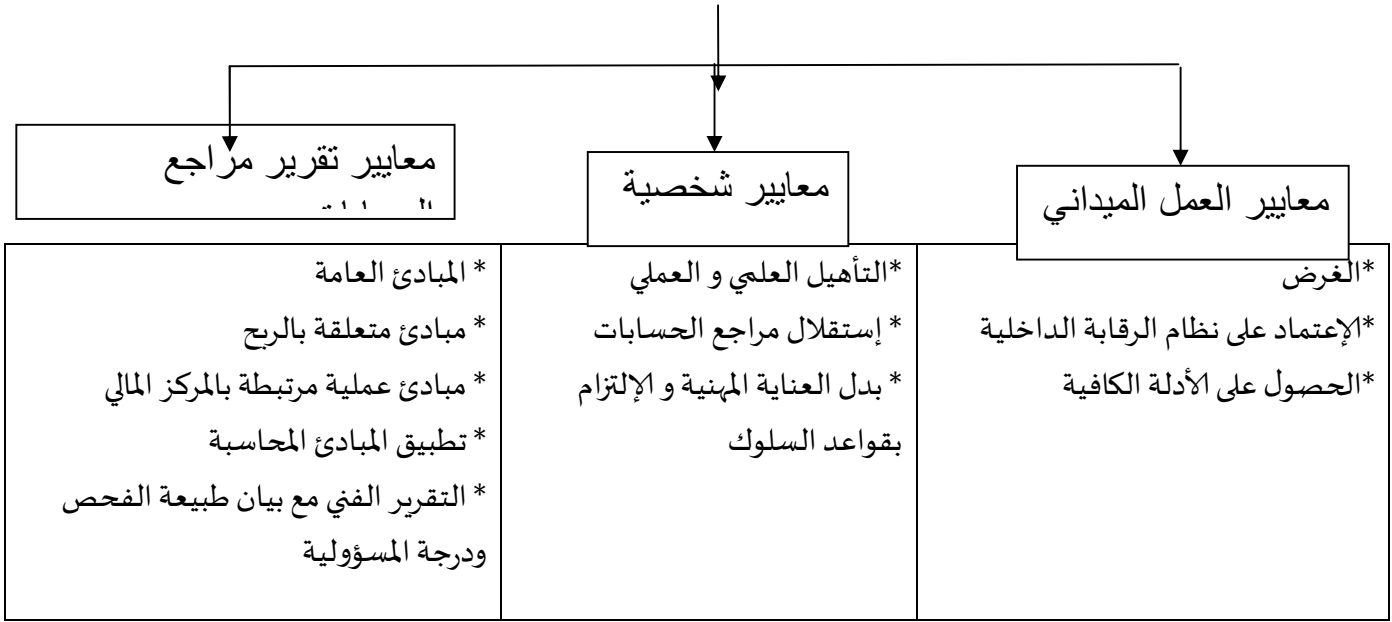 معايير العمل الميداني
*الغرض
*الإعتماد على نظام الرقابة الداخلية
*الحصول على الأدلة الكافية
معايير شخصية
*التأهيل العلمي و العملي
* إستقلال مراجع الحسابات
* بدل العناية المهنية و الإلتزام
بقواعد السلوك
معايير تقرير مراجع
* المبادئ العامة
* مبادئ متعلقة بالربح
* مبادئ عملية مرتبطة بالمركز المالي
* تطبيق المبادئ المحاسبة
* التقرير الفني مع بيان طبيعة الفحص
ودرجة المسؤولية